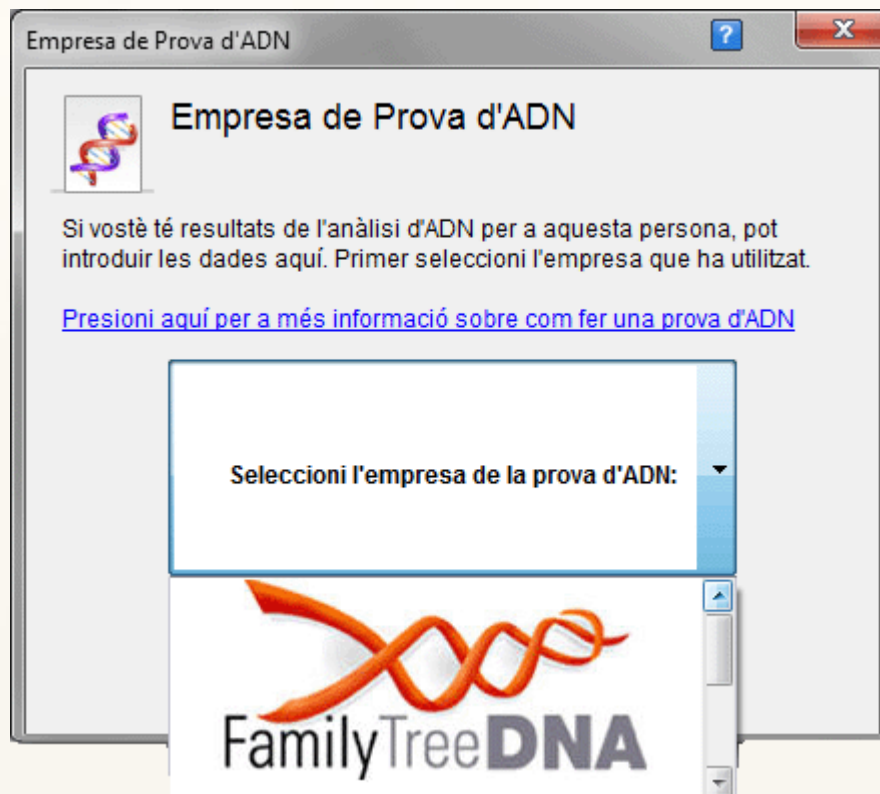 Empresa de Prova d'ADN
Empresa de Prova d'ADN
Si vostè té resultats de l'anàlisi d'ADN per a aquesta persona, pot
introduir les dades aquí. Primer seleccioni l'empresa que ha utilitzat.
Presioni aquí per a més informació sobre com fer una prova d'ADN
Seleccioni l'empresa de la prova d'ADN:
FamilyTreeDNA